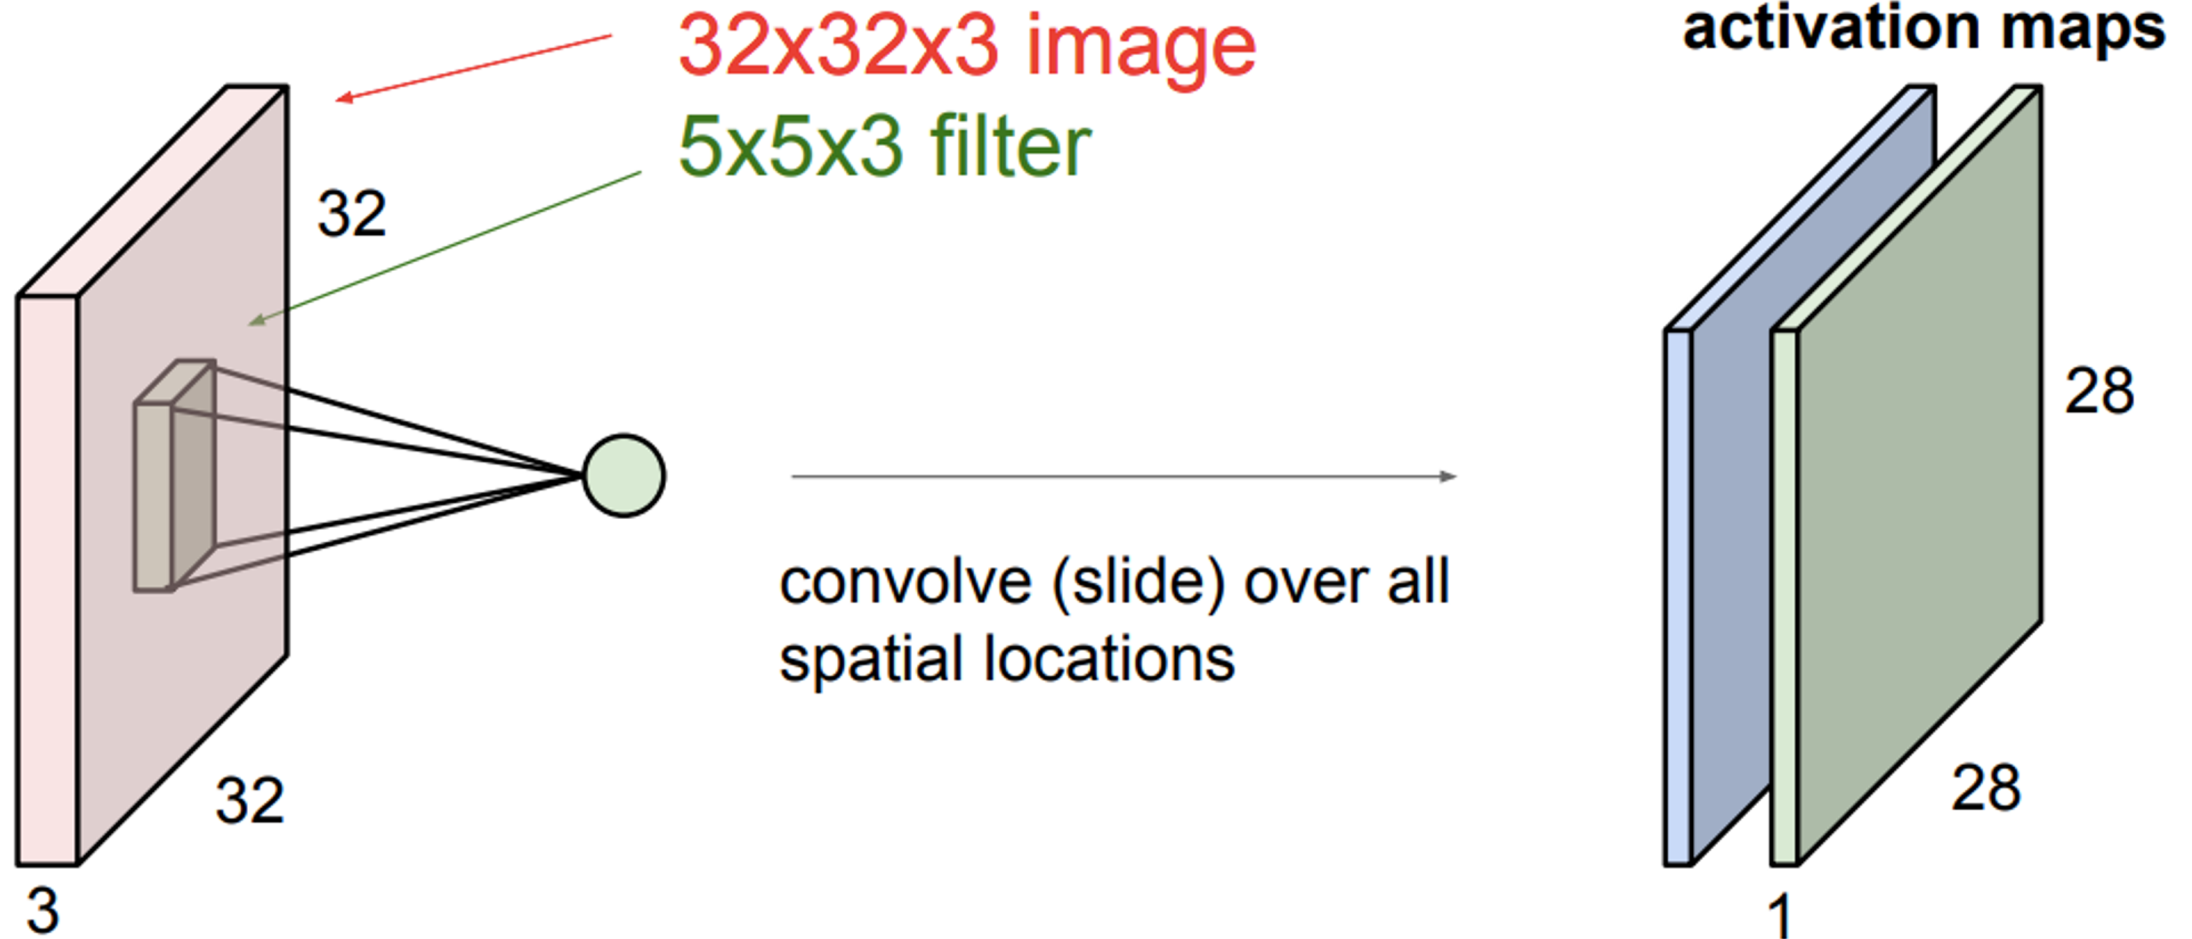 32x32x3 image
5x5x3 filter
activation maps
32
32
3
convolve (slide) over all
spatial locations
28
28
1